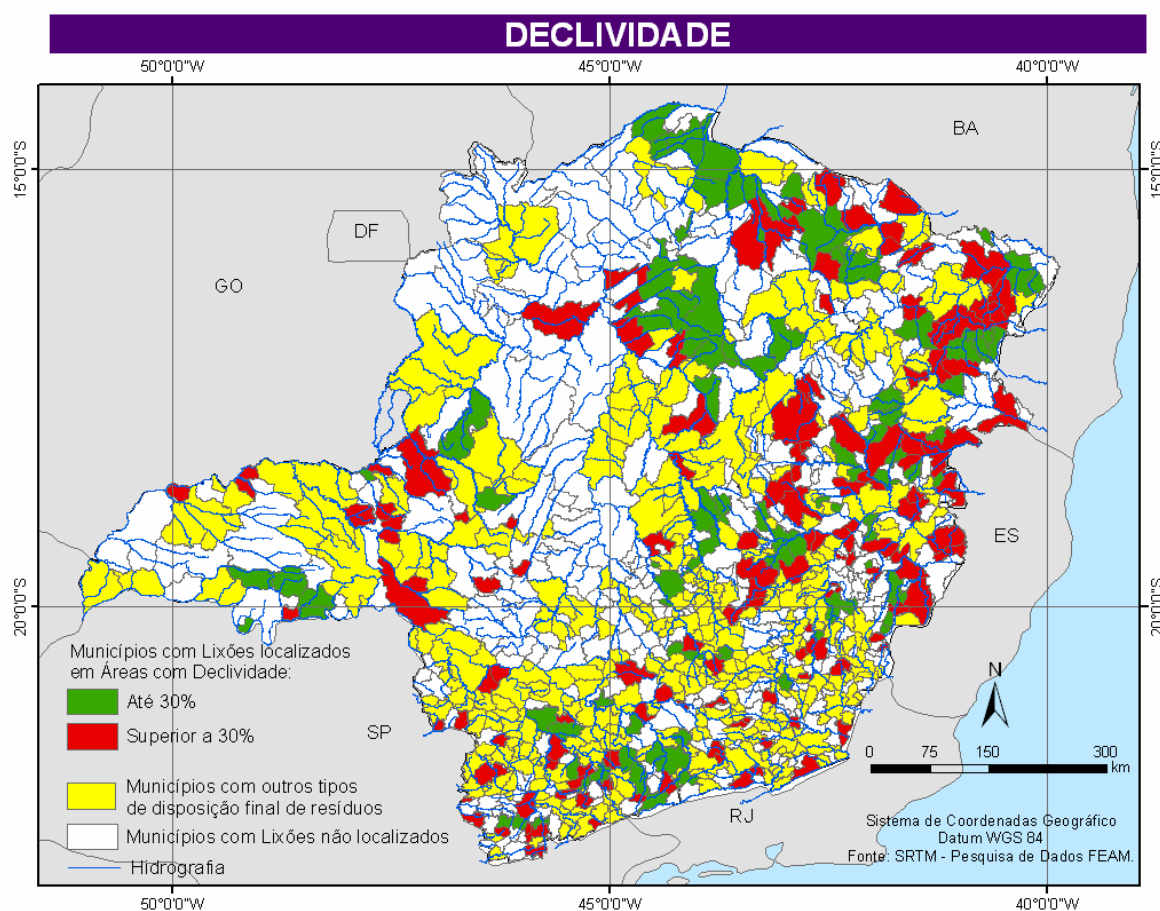 DECLIVIDADE
50°0'0"W 45°0'0"W 40°0'0"W
BA
15°0'0"S 15°0'0"S
DF
GO
ES
20°0'0"S 20°0'0"S
Municípios com Lixões localizados
em Áreas com Declividade:
Até 30%
Superior a 30%
SP
N
0 75 150 300
km
Municípios com outros tipos
de disposição final de resíduos
Municípios com Lixões não localizados
Hidrografia
RJ
Sistema de Coordenadas Geográfico
Datum WGS 84
Fonte: SRTM - Pesquisa de Dados FEAM.
50°0'0"W 45°0'0"W 40°0'0"W